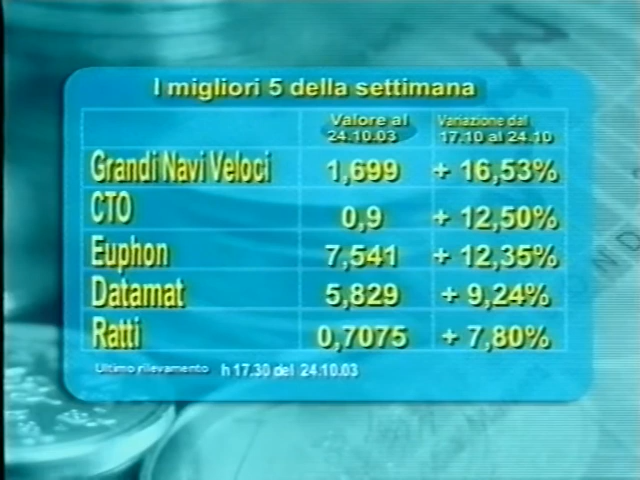 I migliori 5 della settimana
Valore al 24.10.03 Variazione dal 17.10 al 24.10
Grandi Navi Veloci 1,699 + 16,53%
CTO 0,9 + 12,50%
Euphon 7,541 + 12,35%
Datamat 5,829 + 9,24%
Ratti 0,7075 + 7,80%
Ultimo rilevamento h 17.30 del 24.10.03